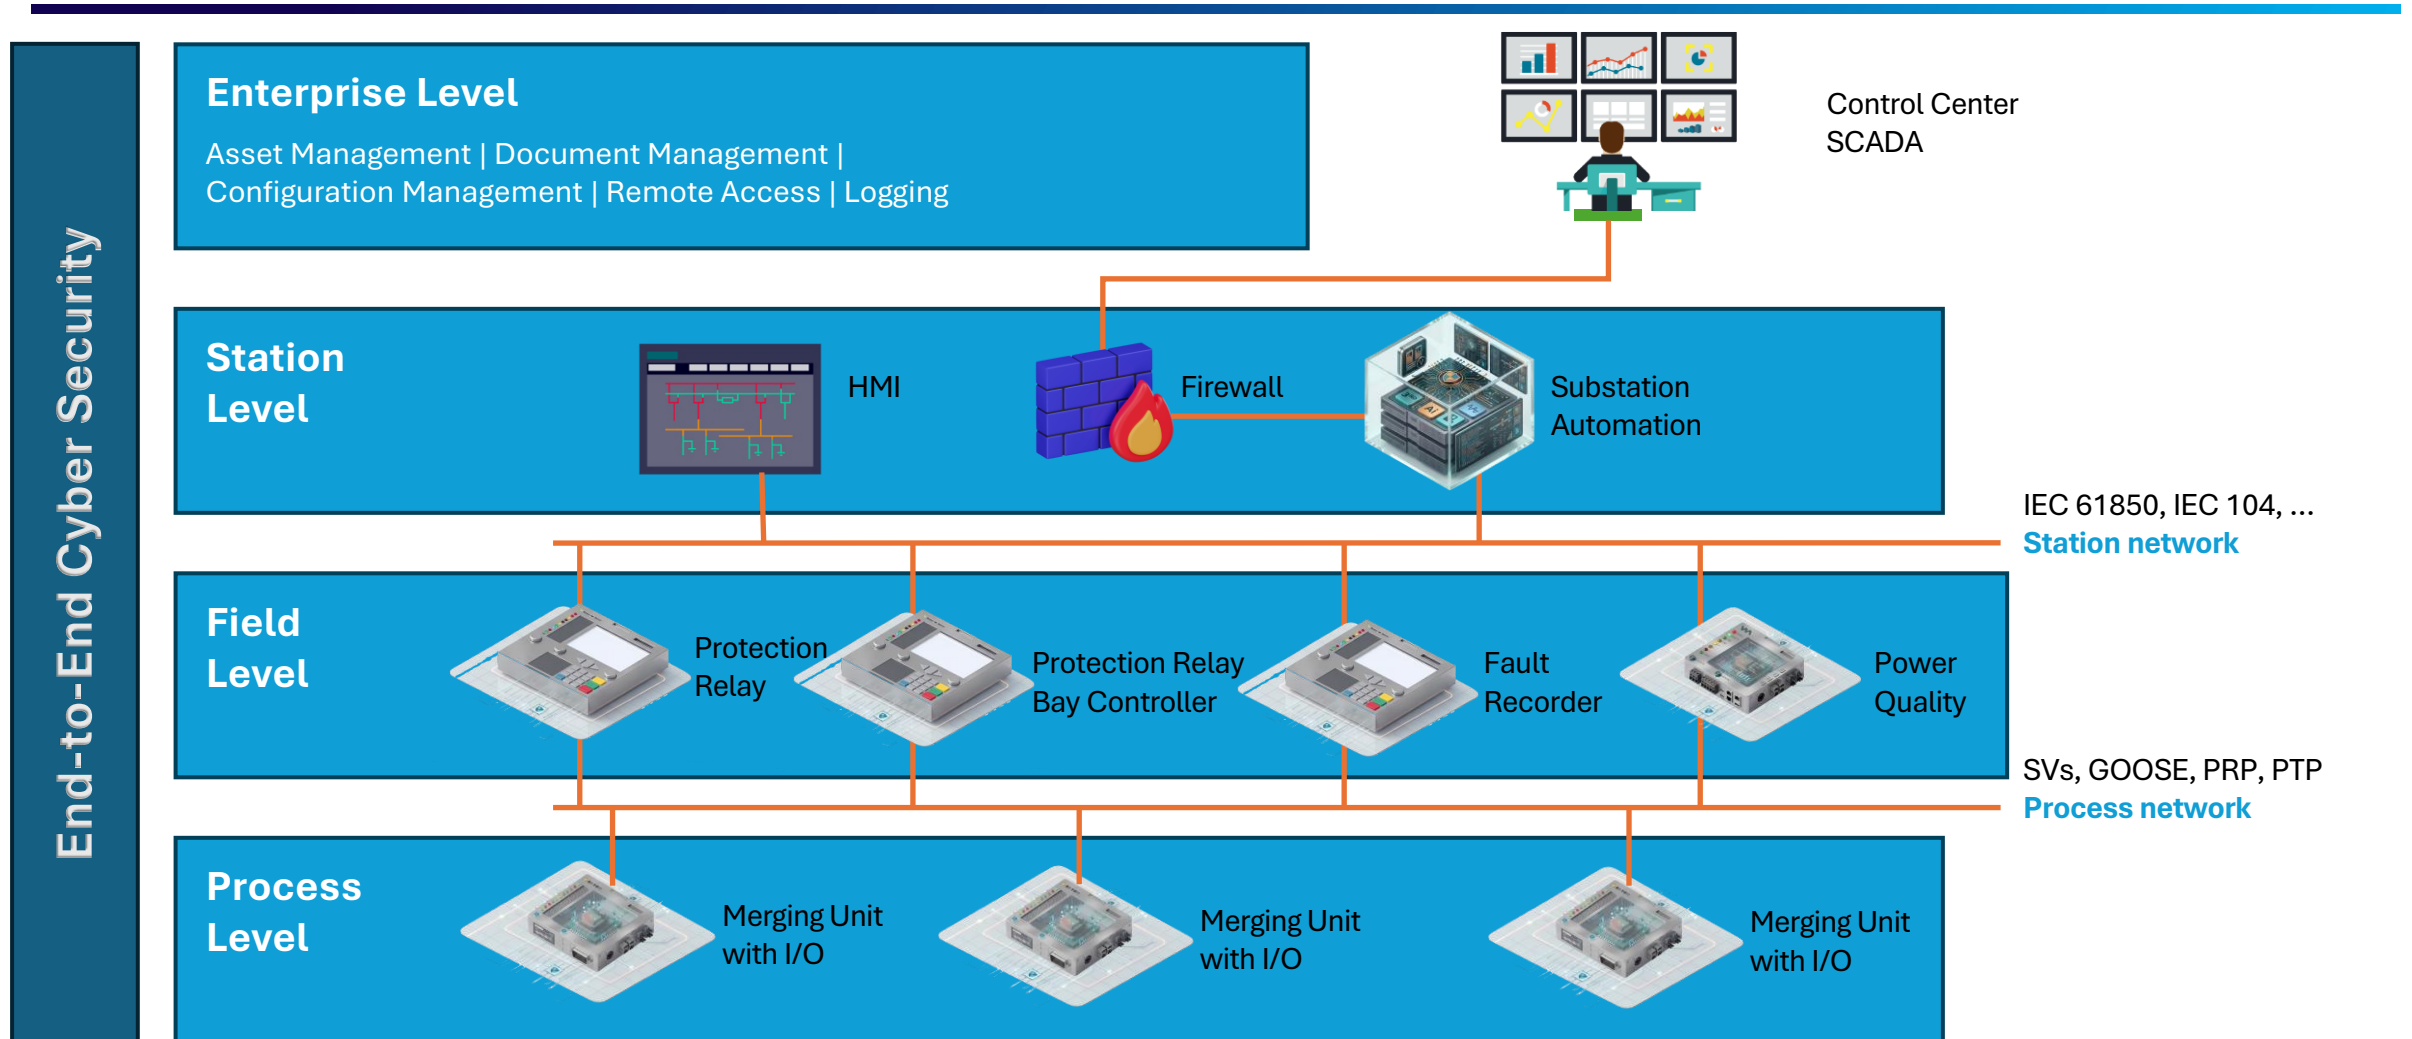 End-to-End Cyber Security
Enterprise Level
Asset Management | Document Management |
Configuration Management | Remote Access | Logging
Control Center
SCADA
Station
Level
HMI
Firewall
Substation
Automation
IEC 61850, IEC 104, ...
Station network
Field
Level
Protection
Relay
Protection Relay
Bay Controller
Fault
Recorder
Power
Quality
SVs, GOOSE, PRP, PTP
Process network
Process
Level
Merging Unit
with I/O
Merging Unit
with I/O
Merging Unit
with I/O